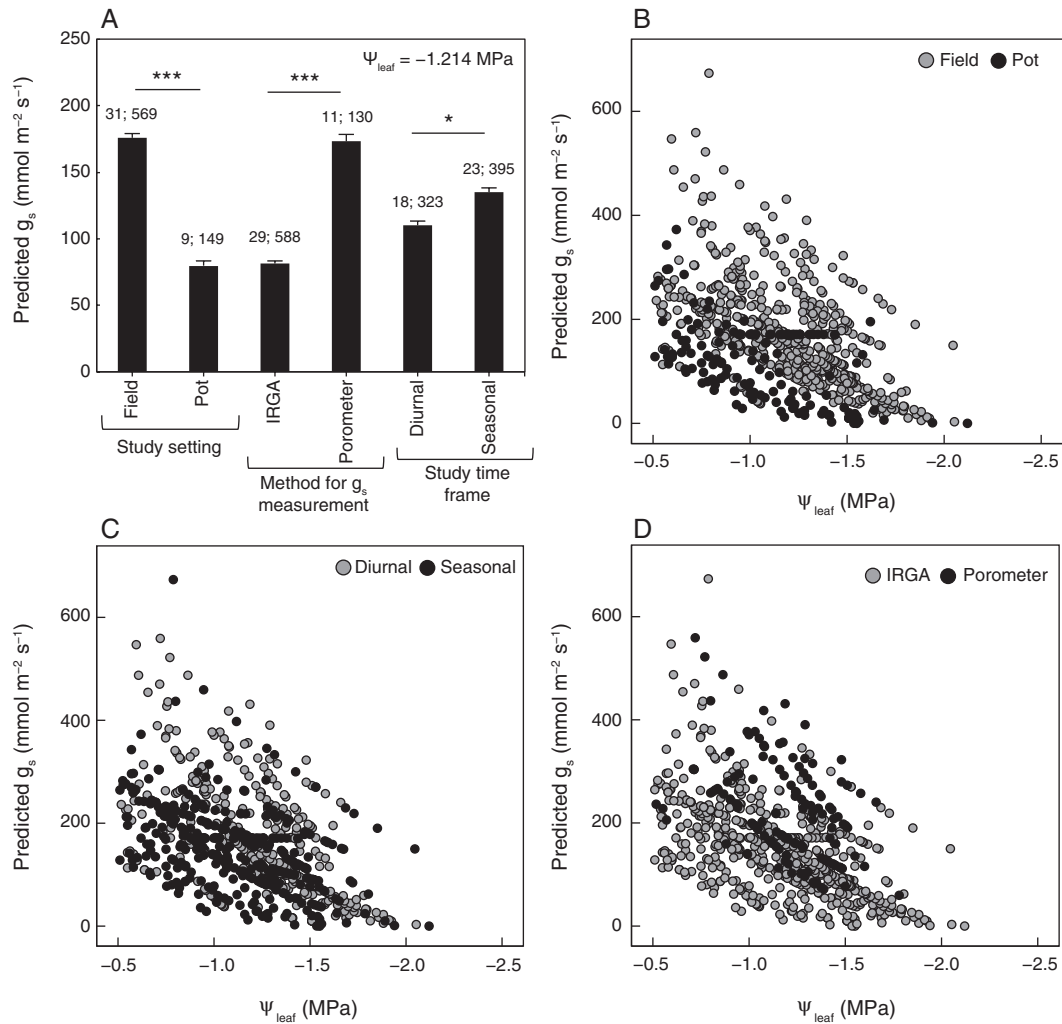 A
Predicted gs (mmol m−2 s−1)
250
200
150
100
50
0
Ψleaf = −1.214 MPa
***
***
*
31; 569
9; 149
29; 588
11; 130
18; 323
23; 395
Field
Pot
IRGA
Porometer
Diurnal
Seasonal
Study setting
Method for gs
measurement
Study time
frame
B
Field
Pot
Predicted gs (mmol m−2 s−1)
600
400
200
0
−0.5
−1.0
−1.5
−2.0
−2.5
Ψleaf (MPa)
C
Diurnal
Seasonal
Predicted gs (mmol m−2 s−1)
600
400
200
0
−0.5
−1.0
−1.5
−2.0
−2.5
Ψleaf (MPa)
D
IRGA
Porometer
Predicted gs (mmol m−2 s−1)
600
400
200
0
−0.5
−1.0
−1.5
−2.0
−2.5
Ψleaf (MPa)